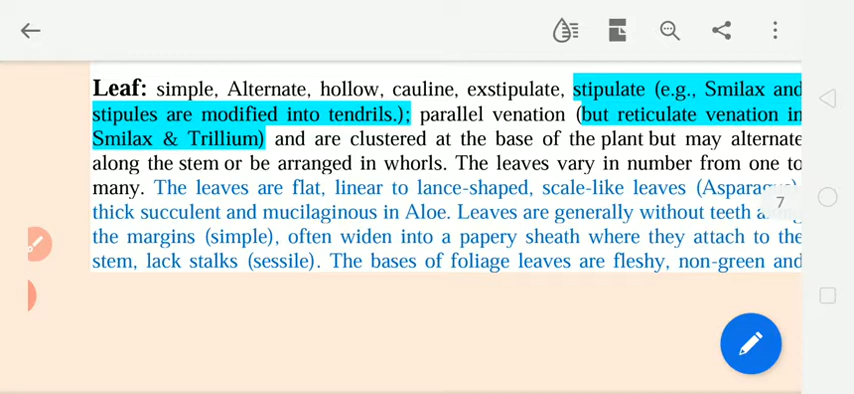 Leaf: simple, Alternate, hollow, cauline, exstipulate, stipulate (e.g., Smilax and
stipules are modified into tendrils.); parallel venation (but reticulate venation in
Smilax & Trillium) and are clustered at the base of the plant but may alternate
along the stem or be arranged in whorls. The leaves vary in number from one to
many. The leaves are flat, linear to lance-shaped, scale-like leaves
thick succulent and mucilaginous in Aloe. Leaves are generally without teeth
7
the margins (simple), often widen into a papery sheath where they attach to the
stem, lack stalks (sessile). The bases of foliage leaves are fleshy, non-green and